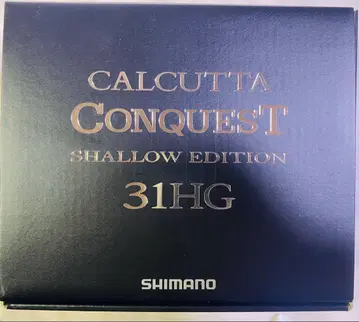 CALCUTTA
CONQUEST
SHALLOW EDITION
31HG
SHIMANO